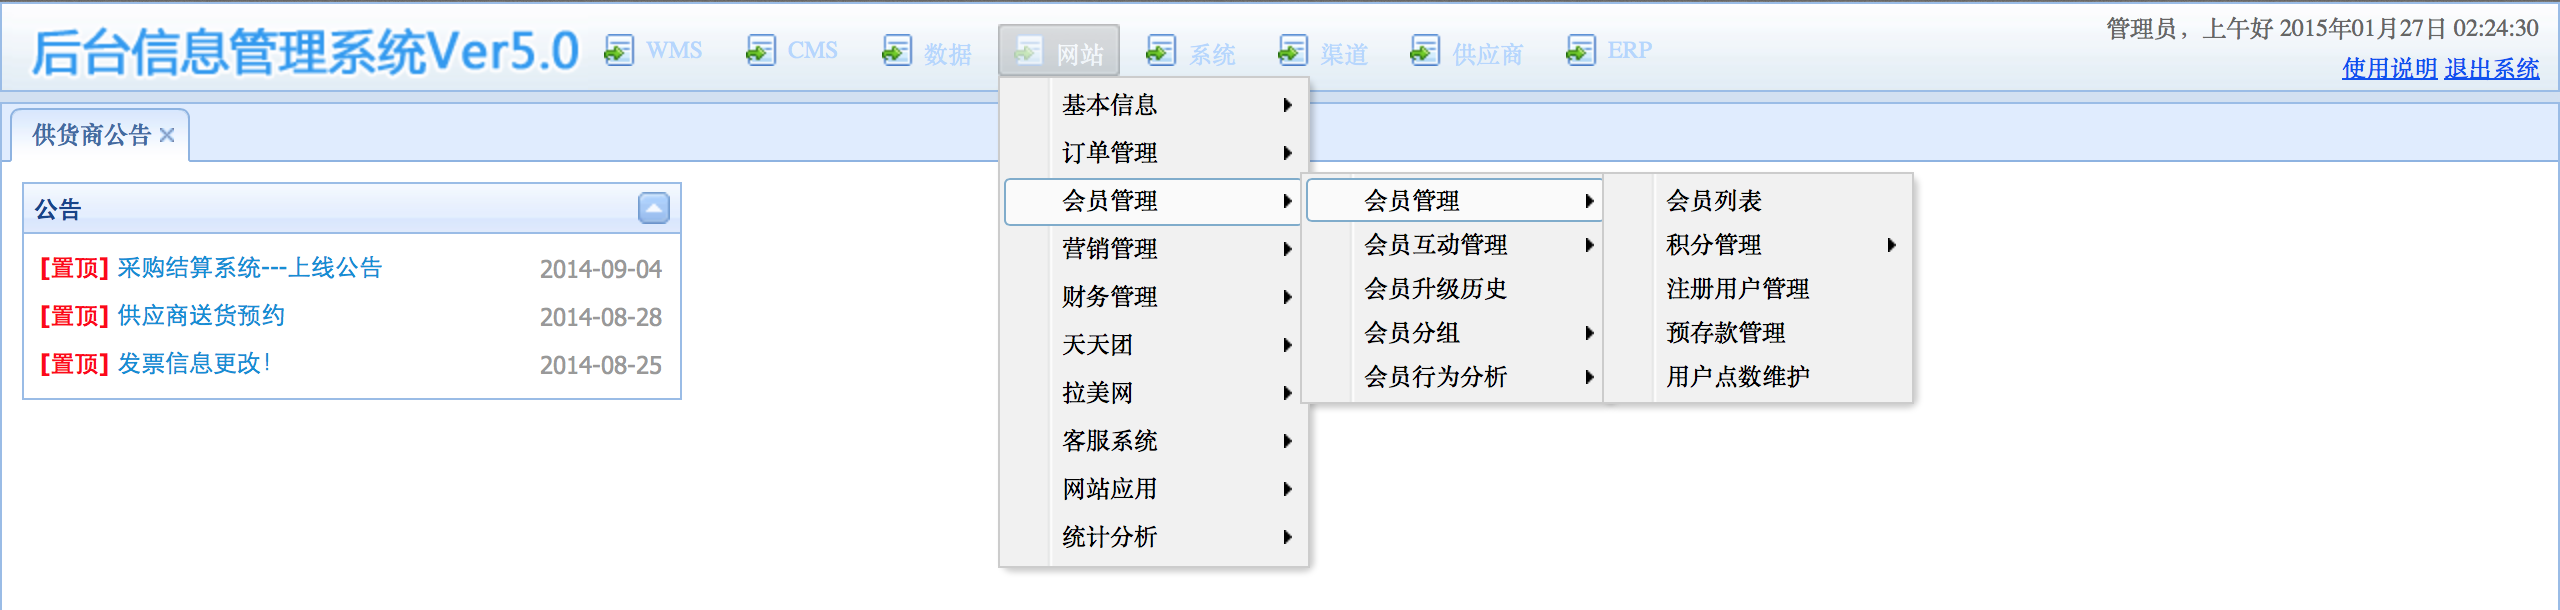 后台信息管理系统Ver5.0 WMS CMS 数据 网站 系统 渠道 供应商 ERP
管理员，上午好 2015年01月27日 02:24:30
使用说明 退出系统
供货商公告
公告
[置顶] 采购结算系统---上线公告 2014-09-04
[置顶] 供应商送货预约 2014-08-28
[置顶] 发票信息更改！ 2014-08-25
基本信息
订单管理
会员管理
营销管理
财务管理
天天团
拉美网
客服系统
网站应用
统计分析
会员管理
会员互动管理
会员升级历史
会员分组
会员行为分析
会员列表
积分管理
注册用户管理
预存款管理
用户点数维护